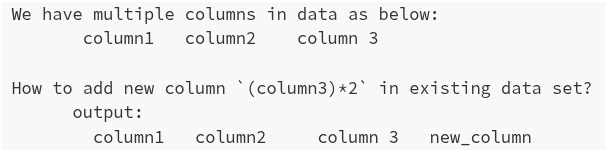 We have multiple columns in data as below:
column1 column2 column 3
How to add new column `(column3)*2` in existing data set?
output:
column1 column2 column 3 new_column